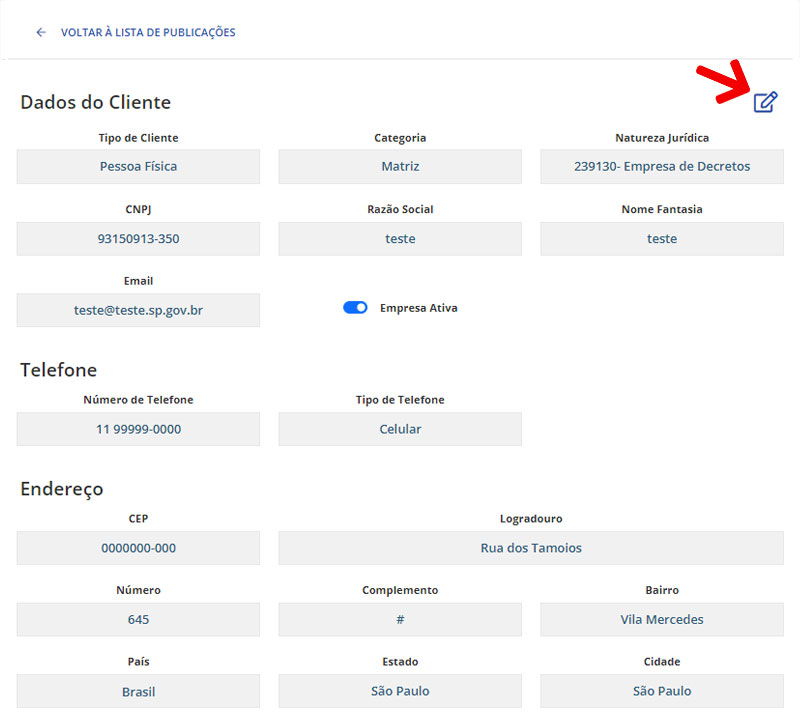 VOLTAR À LISTA DE PUBLICAÇÕES
Dados do Cliente
Tipo de Cliente Categoria Natureza Jurídica
Pessoa Física Matriz 239130- Empresa de Decretos
CNPJ Razão Social Nome Fantasia
93150913-350 teste teste
Email
teste@teste.sp.gov.br Empresa Ativa
Telefone
Número de Telefone Tipo de Telefone
11 99999-0000 Celular
Endereço
CEP Logradouro
0000000-000 Rua dos Tamoios
Número Complemento Bairro
645 # Vila Mercedes
País Estado Cidade
Brasil São Paulo São Paulo